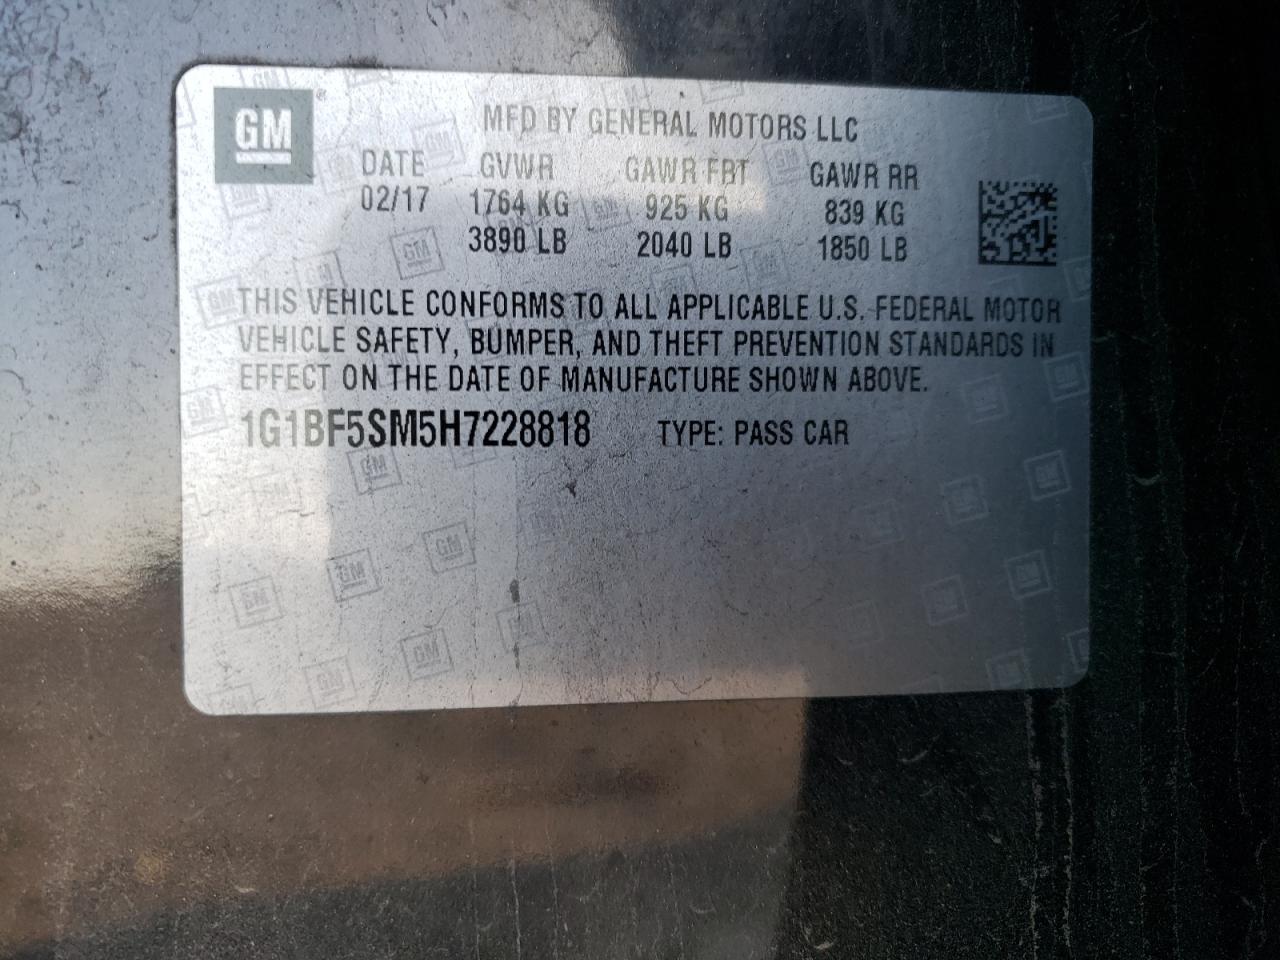 GM
MFD BY GENERAL MOTORS LLC
DATE GVWR GAWR FRT GAWR RR
02/17 1764 KG 925 KG 839 KG
3890 LB 2040 LB 1850 LB
THIS VEHICLE CONFORMS TO ALL APPLICABLE U.S. FEDERAL MOTOR
VEHICLE SAFETY, BUMPER, AND THEFT PREVENTION STANDARDS IN
EFFECT ON THE DATE OF MANUFACTURE SHOWN ABOVE.
1G1BF5SM5H7228818 TYPE: PASS CAR